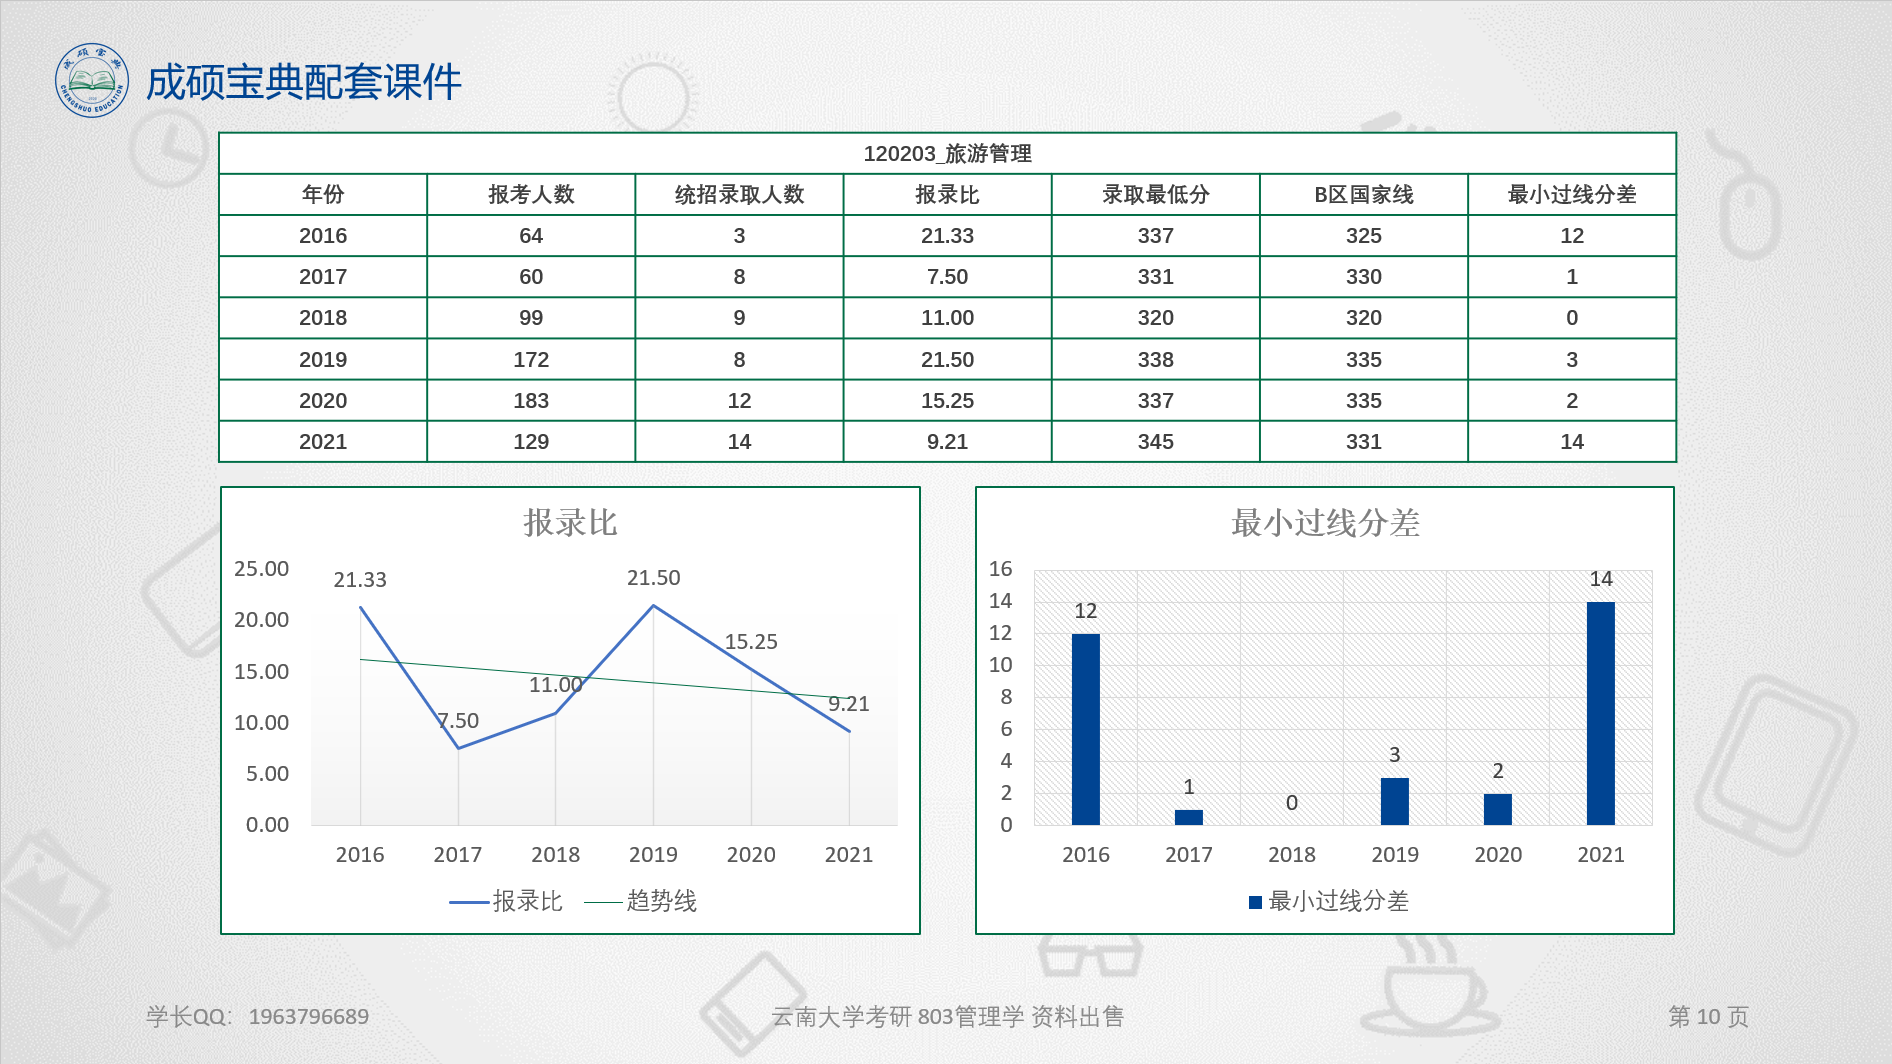 成硕宝典
CHENGSHUO EDUCATION
成硕宝典配套课件
120203_旅游管理
年份 报考人数 统招录取人数 报录比 录取最低分 B区国家线 最小过线分差
2016 64 3 21.33 337 325 12
2017 60 8 7.50 331 330 1
2018 99 9 11.00 320 320 0
2019 172 8 21.50 338 335 3
2020 183 12 15.25 337 335 2
2021 129 14 9.21 345 331 14
报录比
25.00
20.00
15.00
10.00
5.00
0.00
21.33
7.50
11.00
21.50
15.25
9.21
2016 2017 2018 2019 2020 2021
报录比 趋势线
最小过线分差
16
14
12
10
8
6
4
2
0
12
1
0
3
2
14
2016 2017 2018 2019 2020 2021
最小过线分差
学长QQ：1963796689
云南大学考研 803管理学 资料出售
第 10 页